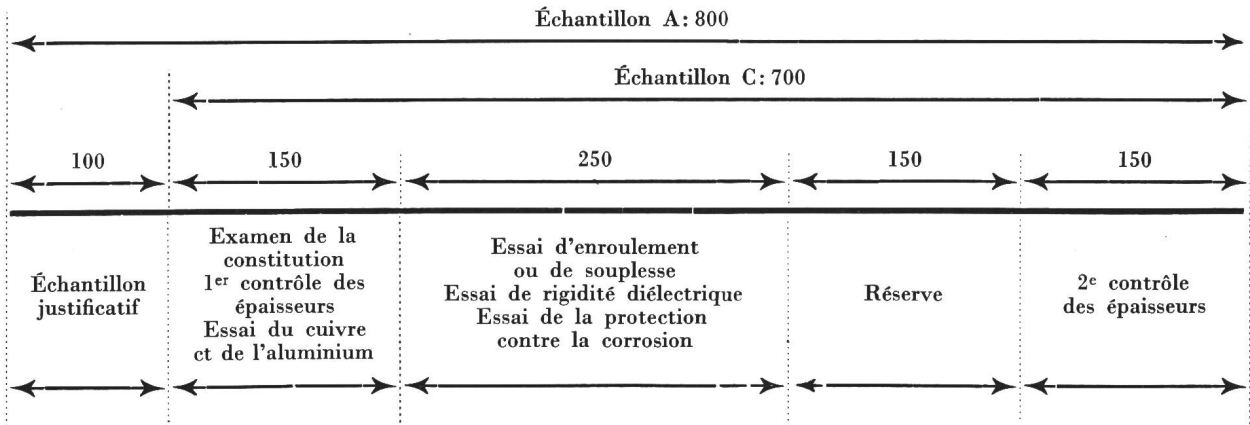 Échantillon A: 800
Échantillon C: 700
100
150
250
150
150
Échantillon
justificatif
Examen de la
constitution
1er contrôle des
épaisseurs
Essai du cuivre
ct de l'aluminium
Essai d'enroulement
ou de souplesse
Essai de rigidité diélectrique
Essai de la protection
contre la corrosion
Réserve
2e contrôle
des épaisseurs